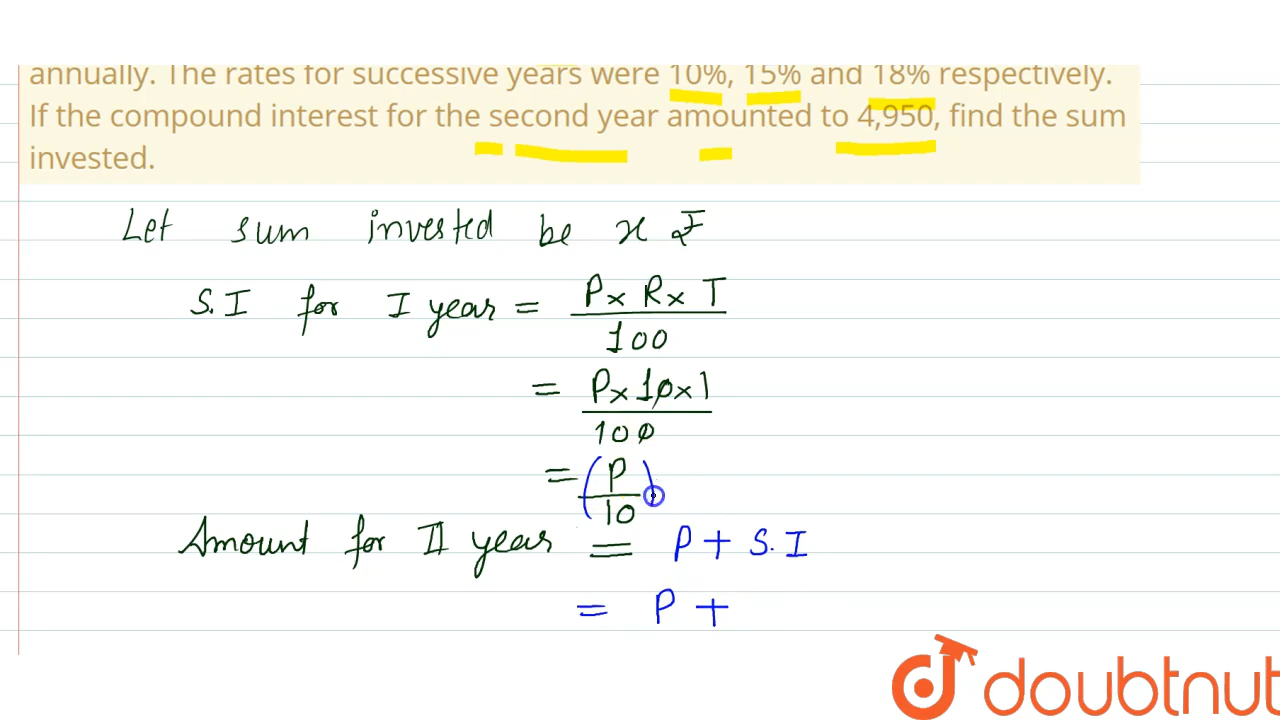 annually. The rates for successive years were 10%, 15% and 18% respectively.
If the compound interest for the second year amounted to 4,950, find the sum
invested.
Let sum invested be x ₹
S.I for I year = P× R× T
100
= P×10×1
100
= (P
10)
Amount for II year = P+ S.I
= P +
doubtnut